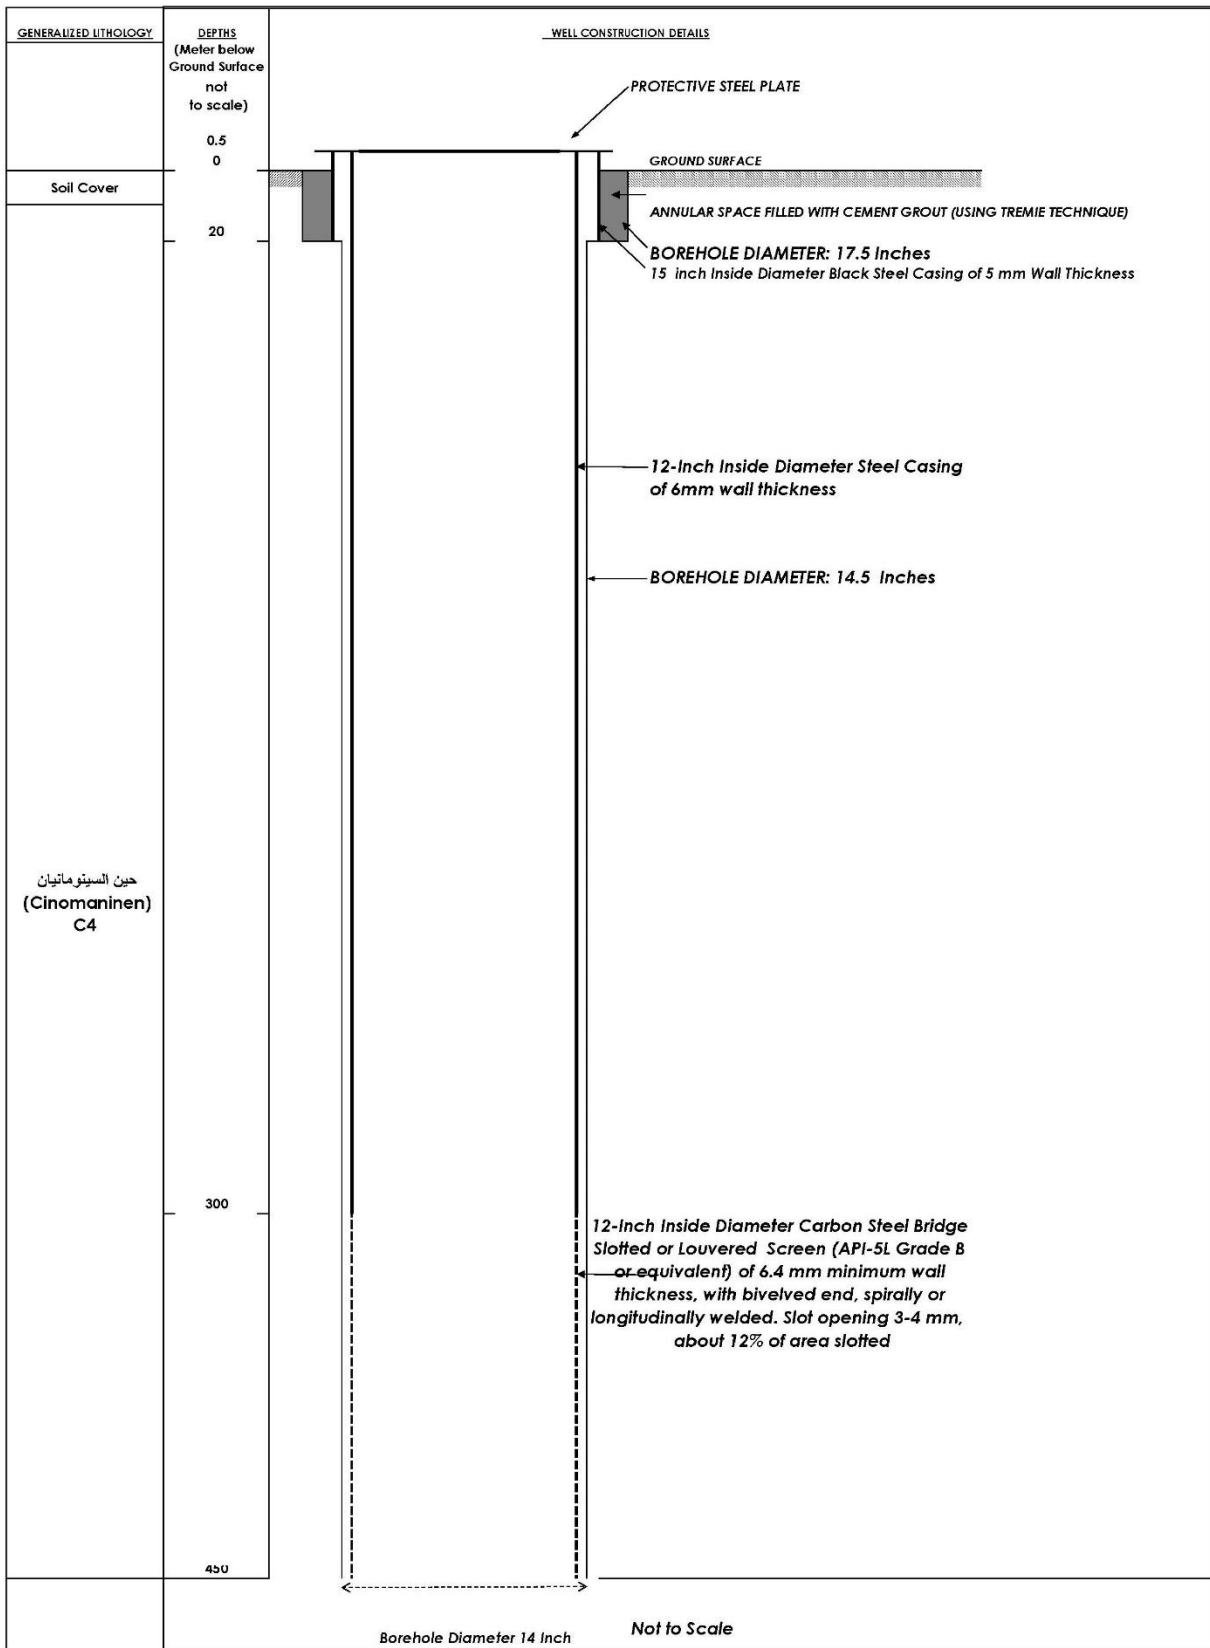 GENERALIZED LITHOLOGY
DEPTHS
(Meter below
Ground Surface
not
to scale)
WELL CONSTRUCTION DETAILS
PROTECTIVE STEEL PLATE
0.5
0
GROUND SURFACE
Soil Cover
ANNULAR SPACE FILLED WITH CEMENT GROUT (USING TREMIE TECHNIQUE)
20
BOREHOLE DIAMETER: 17.5 Inches
15 inch Inside Diameter Black Steel Casing of 5 mm Wall Thickness
12-Inch Inside Diameter Steel Casing
of 6mm wall thickness
BOREHOLE DIAMETER: 14.5 Inches
حين السينومانيان
(Cinomaninen)
C4
300
12-Inch Inside Diameter Carbon Steel Bridge
Slotted or Louvered Screen (API-5L Grade B
or equivalent) of 6.4 mm minimum wall
thickness, with bivelved end, spirally or
longitudinally welded. Slot opening 3-4 mm,
about 12% of area slotted
450
Borehole Diameter 14 Inch
Not to Scale